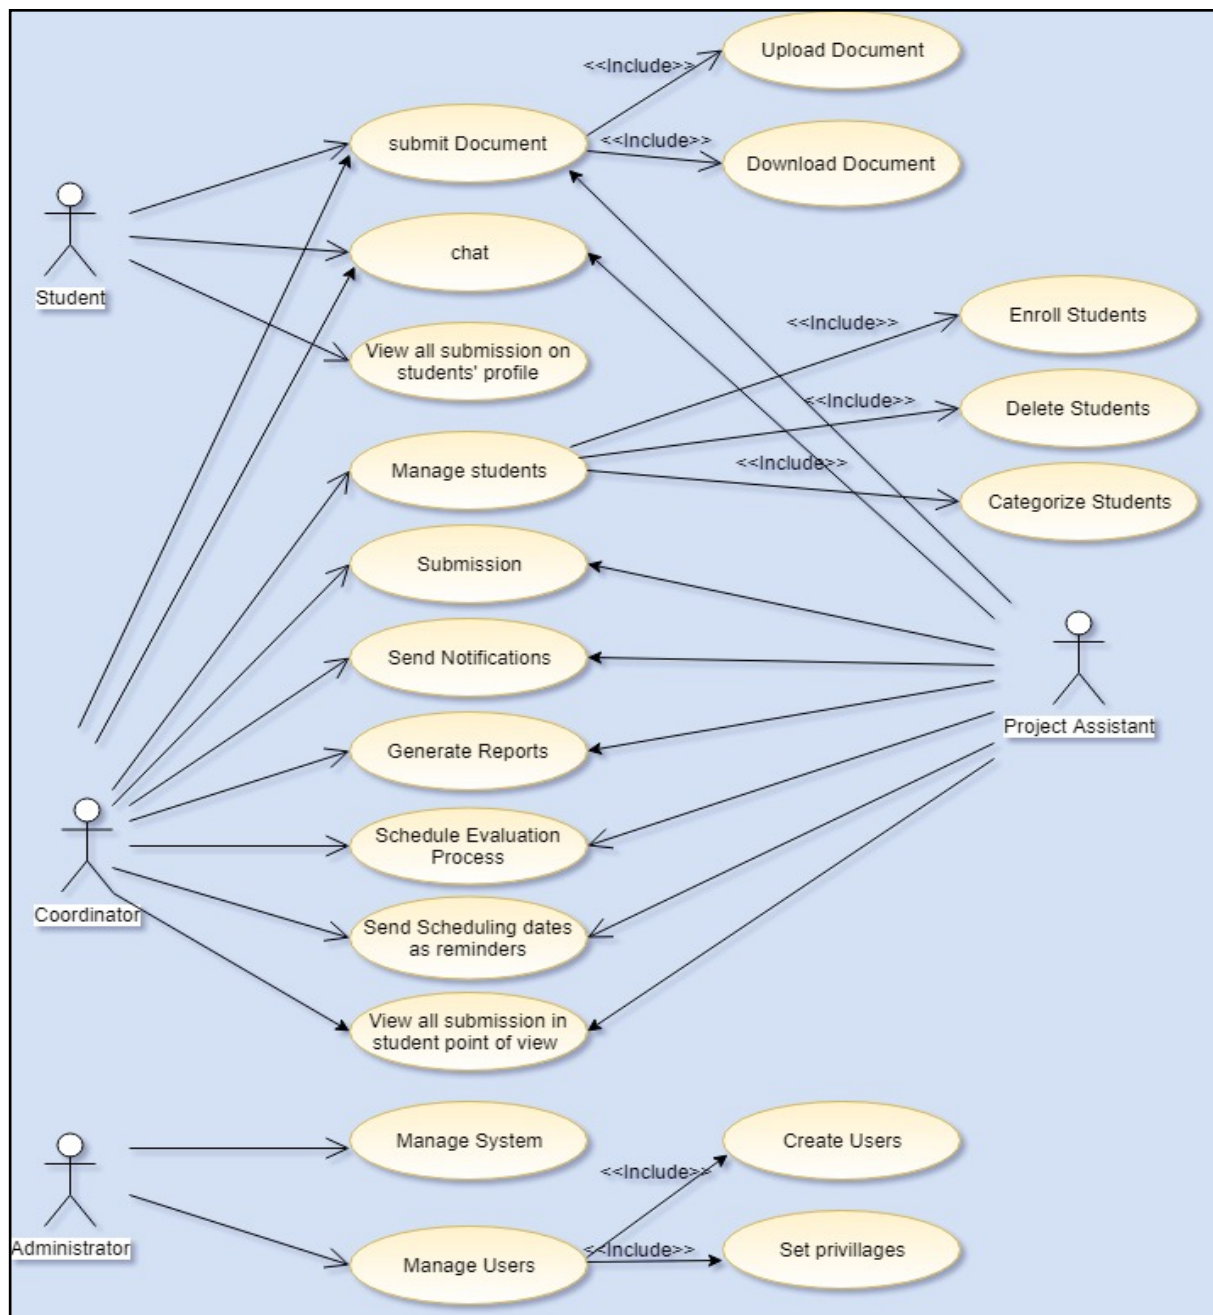 Upload Document
<<Include>>
submit Document
<<Include>>
Download Document
Student
chat
View all submission on
students' profile
<<Include>>
Enroll Students
<<Include>>
Delete Students
Manage students
<<Include>>
Categorize Students
Submission
Send Notifications
Project Assistant
Generate Reports
Schedule Evaluation
Process
Coordinator
Send Scheduling dates
as reminders
View all submission in
student point of view
Manage System
Create Users
<<Include>>
Administrator
Manage Users
<<Include>>
Set privillages